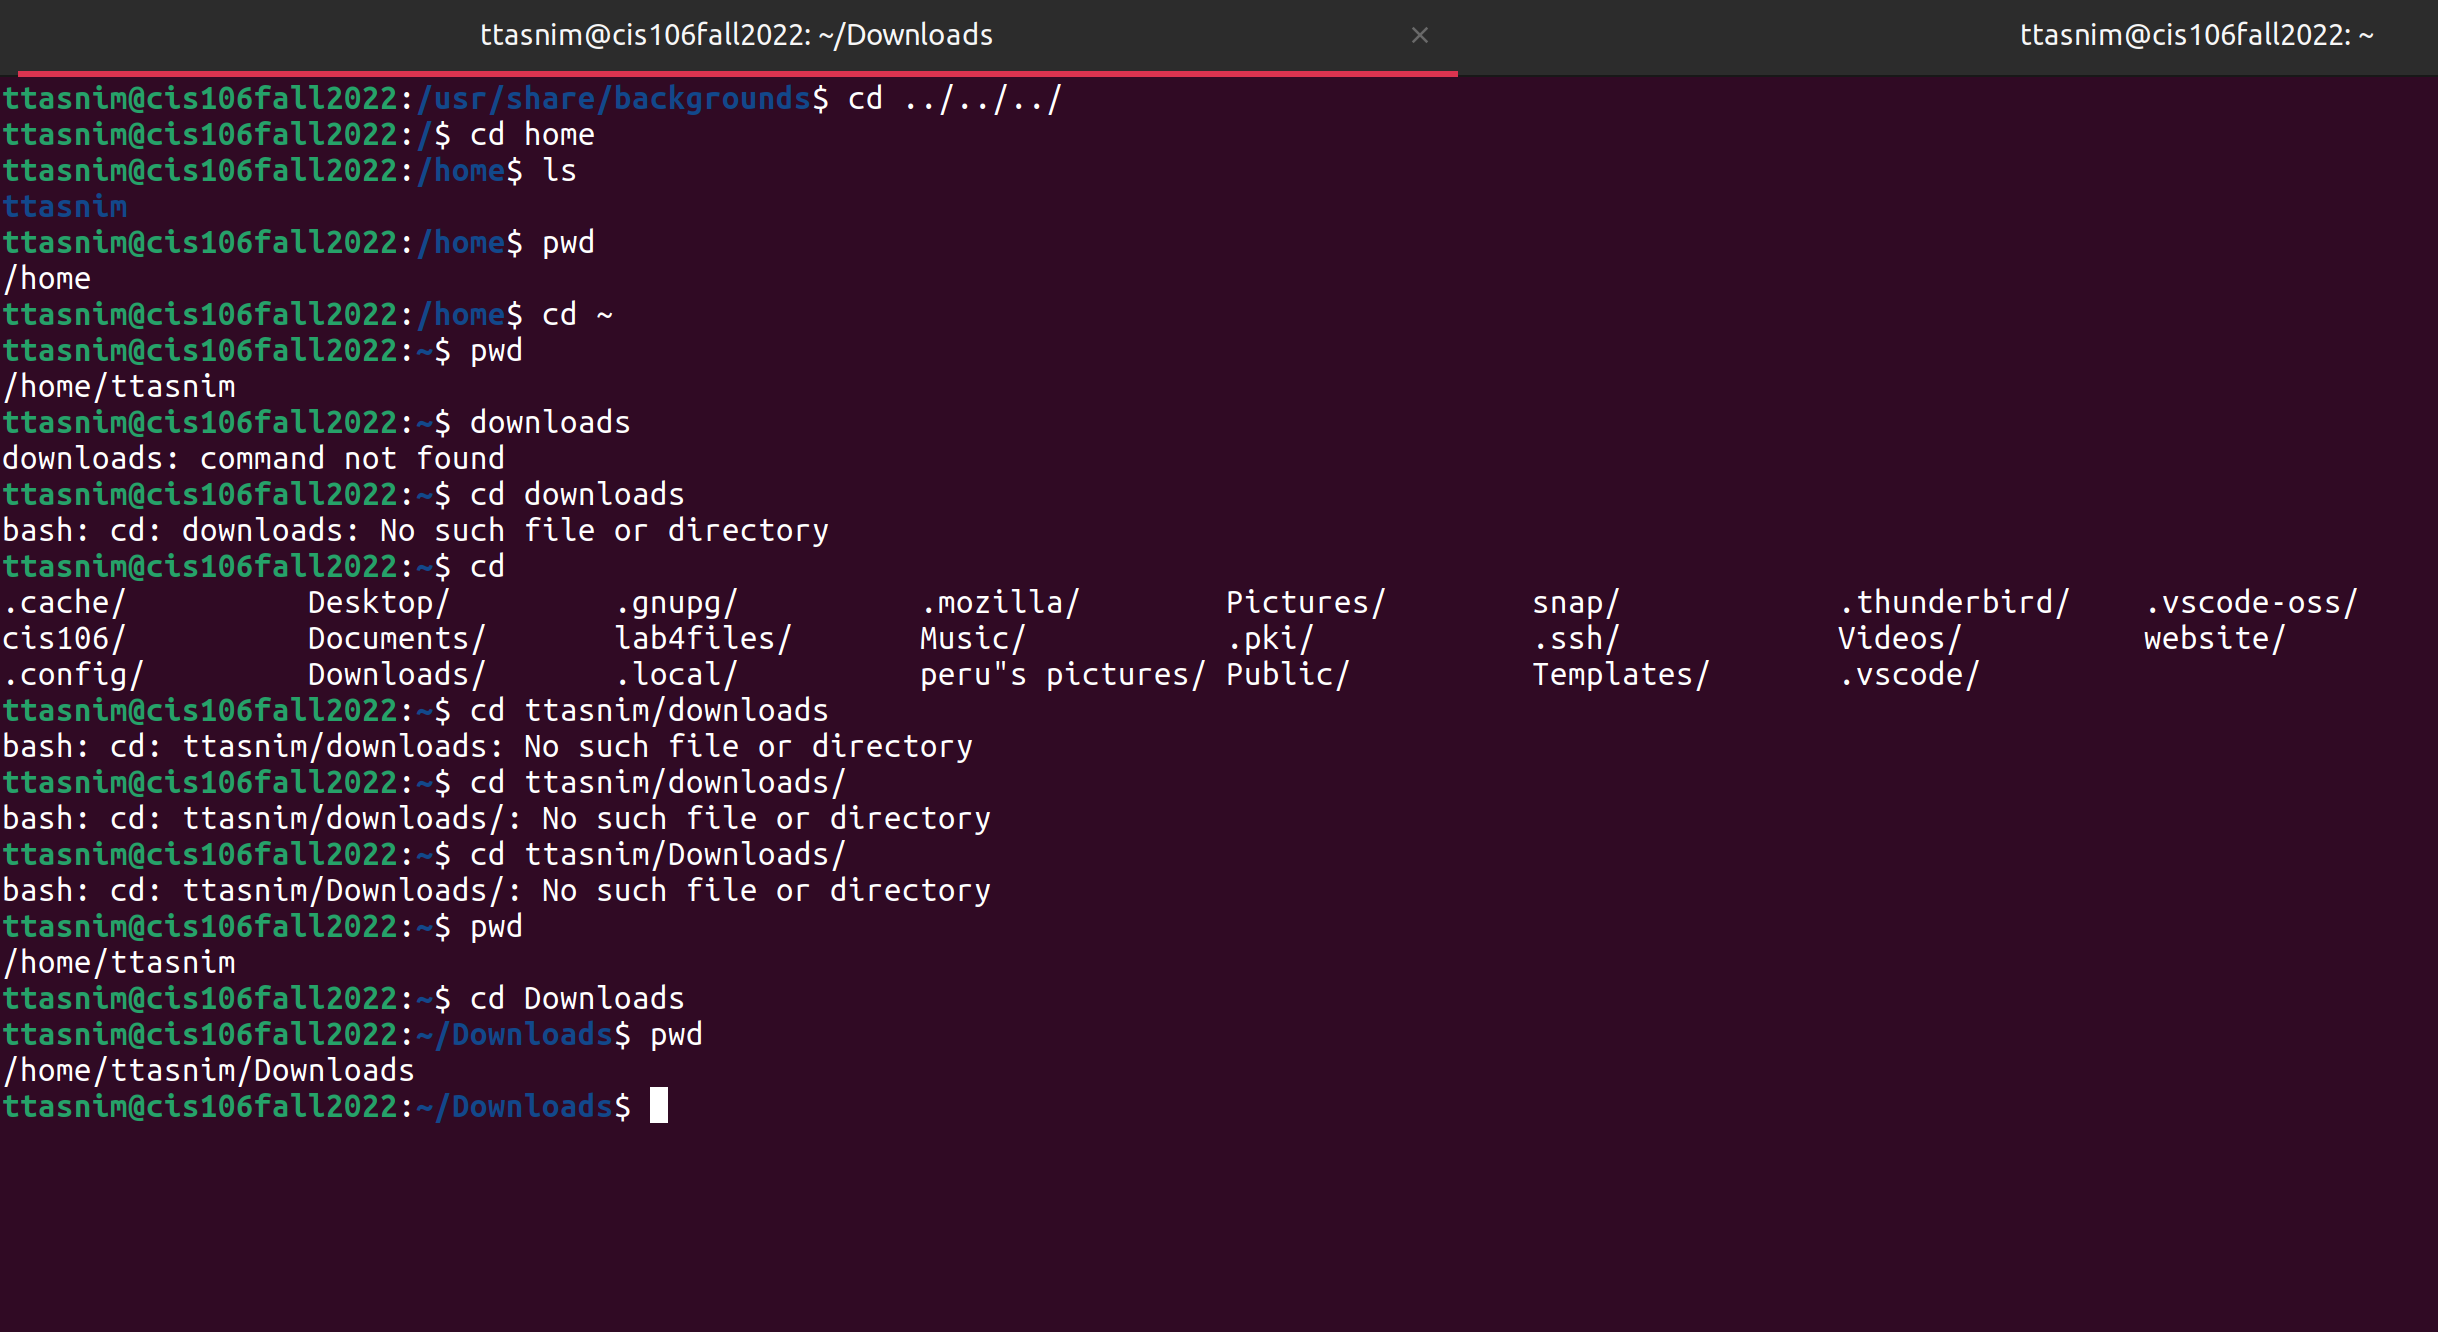 ttasnim@cis106fall2022: ~/Downloads × ttasnim@cis106fall2022: ~
ttasnim@cis106fall2022:/usr/share/backgrounds$ cd ../../../
ttasnim@cis106fall2022:/$ cd home
ttasnim@cis106fall2022:/home$ ls
ttasnim
ttasnim@cis106fall2022:/home$ pwd
/home
ttasnim@cis106fall2022:/home$ cd ~
ttasnim@cis106fall2022:~$ pwd
/home/ttasnim
ttasnim@cis106fall2022:~$ downloads
downloads: command not found
ttasnim@cis106fall2022:~$ cd downloads
bash: cd: downloads: No such file or directory
ttasnim@cis106fall2022:~$ cd
.cache/ Desktop/ .gnupg/ .mozilla/ Pictures/ snap/ .thunderbird/ .vscode-oss/
cis106/ Documents/ lab4files/ Music/ .pki/ .ssh/ Videos/ website/
.config/ Downloads/ .local/ peru"s pictures/ Public/ Templates/ .vscode/
ttasnim@cis106fall2022:~$ cd ttasnim/downloads
bash: cd: ttasnim/downloads: No such file or directory
ttasnim@cis106fall2022:~$ cd ttasnim/downloads/
bash: cd: ttasnim/downloads/: No such file or directory
ttasnim@cis106fall2022:~$ cd ttasnim/Downloads/
bash: cd: ttasnim/Downloads/: No such file or directory
ttasnim@cis106fall2022:~$ pwd
/home/ttasnim
ttasnim@cis106fall2022:~$ cd Downloads
ttasnim@cis106fall2022:~/Downloads$ pwd
/home/ttasnim/Downloads
ttasnim@cis106fall2022:~/Downloads$